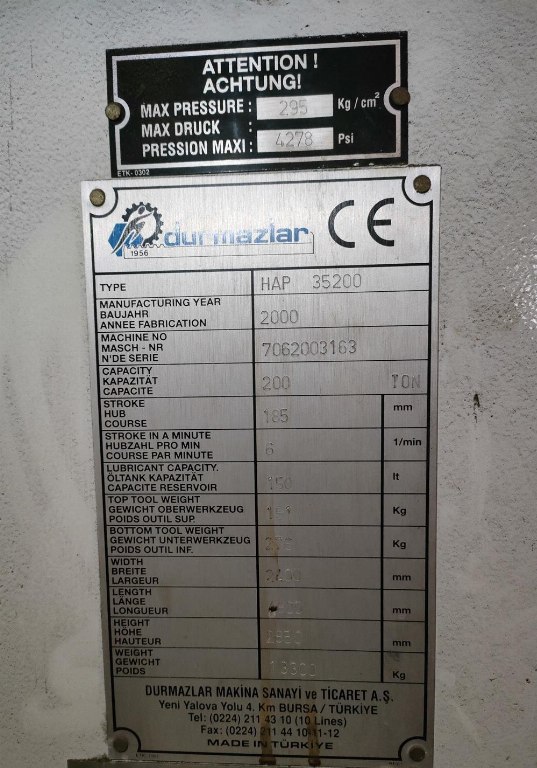 ATTENTION !
ACHTUNG!
MAX PRESSURE : 295 Kg / cm²
MAX DRUCK :
PRESSION MAXI : 4278 Psi
ETK-0302
durmazlar CE
1956
TYPE HAP 35200
MANUFACTURING YEAR
BAUJAHR
ANNEE FABRICATION 2000
MACHINE NO
MASCH - NR 7062003163
N'DE SERIE
CAPACITY
KAPAZITÄT 200 TON
CAPACITE
STROKE mm
HUB 185
COURSE
STROKE IN A MINUTE
HUBZAHL PRO MIN 6 1/min
COURSE PAR MINUTE
LUBRICANT CAPACITY.
ÖLTANK KAPAZITÄT 150 lt
CAPACITE RESERVOIR
TOP TOOL WEIGHT
GEWICHT OBERWERKZEUG Kg
POIDS OUTIL SUP.
BOTTOM TOOL WEIGHT
GEWICHT UNTERWERKZEUG Kg
POIDS OUTIL INF.
WIDTH
BREITE mm
LARGEUR
LENGTH
LÄNGE mm
LONGUEUR
HEIGHT
HÖHE mm
HAUTEUR
WEIGHT
GEWICHT Kg
POIDS
DURMAZLAR MAKİNA SANAYİ ve TİCARET A.Ş.
Yeni Yalova Yolu 4. Km BURSA / TÜRKİYE
Tel: (0224) 211 43 10 (10 Lines)
Fax: (0224) 211 44 10-11-12
MADE IN TÜRKİYE